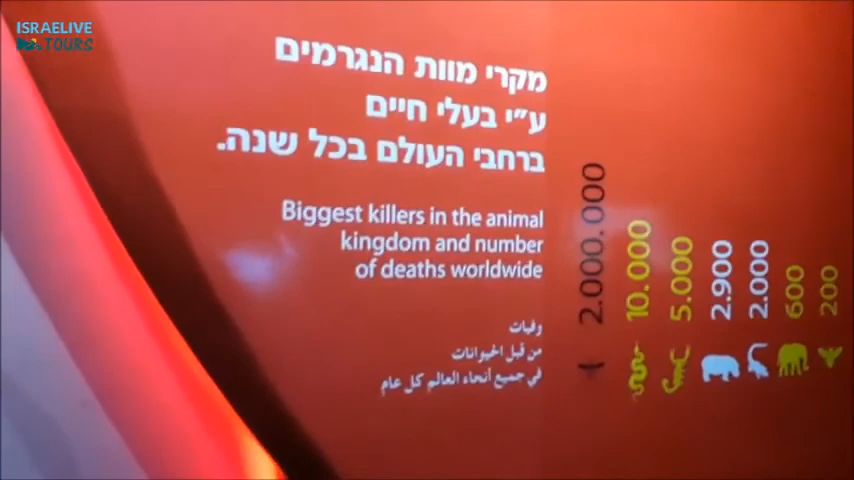 ISRAELIVE
TOURS
מקרי מוות הנגרמים
ע״י בעלי חיים
ברחבי העולם בכל שנה.
Biggest killers in the animal
kingdom and number
of deaths worldwide
وفيات
من قبل الحيوانات
في جميع أنحاء العالم كل عام
2.000.000
10.000
5.000
2.900
2.000
600
200